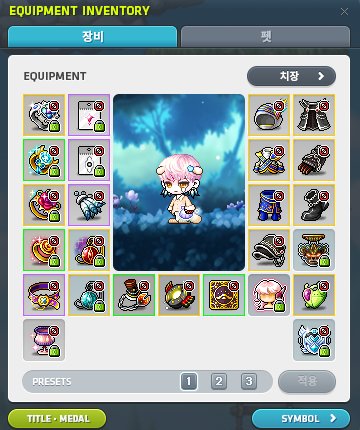 EQUIPMENT INVENTORY
장비
펫
EQUIPMENT
치장
PRESETS
1
2
3
적용
TITLE · MEDAL
SYMBOL